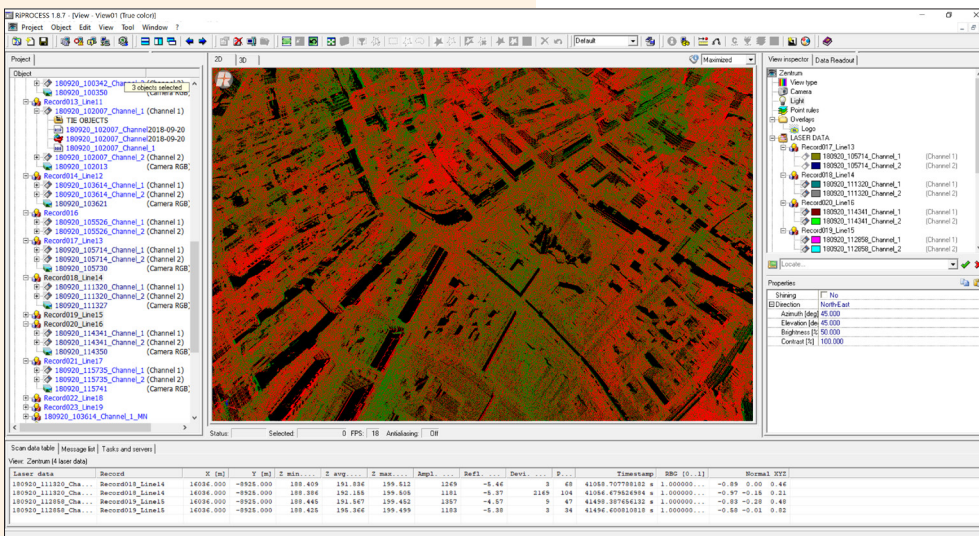 RiPROCESS 1.8.7 - [View - View01 (True color)]
Project Object Edit View Tool Window ?
Default
Project
Object
180920_100342_Channel_2 (Channel 2)
3 objects selected
180920_100350 (Camera RGB)
Record013_Line11
180920_102007_Channel_1 (Channel 1)
TIE OBJECTS
180920_102007_Channel 2018-09-20
180920_102007_Channel 2018-09-20
180920_102007_Channel_1
180920_102007_Channel_2 (Channel 2)
180920_102013 (Camera RGB)
Record014_Line12
180920_103614_Channel_1 (Channel 1)
180920_103614_Channel_2 (Channel 2)
180920_103621 (Camera RGB)
Record016
180920_105526_Channel_1 (Channel 1)
180920_105526_Channel_2 (Channel 2)
Record017_Line13
180920_105714_Channel_1 (Channel 1)
180920_105714_Channel_2 (Channel 2)
180920_105730 (Camera RGB)
Record018_Line14
180920_111320_Channel_1 (Channel 1)
180920_111320_Channel_2 (Channel 2)
180920_111327 (Camera RGB)
Record019_Line15
Record020_Line16
180920_114341_Channel_1 (Channel 1)
180920_114341_Channel_2 (Channel 2)
180920_114350 (Camera RGB)
Record021_Line17
180920_115735_Channel_1 (Channel 1)
180920_115735_Channel_2 (Channel 2)
180920_115741 (Camera RGB)
Record022_Line18
Record023_Line19
180920_103614_Channel_1_MN
2D 3D Maximized
R
Status: Selected: 0 FPS: 18 Antialiasing: Off
View inspector Data Readout
Zentrum
View type
Camera
Light
Point rules
Overlays
Logo
LASER DATA
Record017_Line13
180920_105714_Channel_1 (Channel 1)
180920_105714_Channel_2 (Channel 2)
Record018_Line14
180920_111320_Channel_1 (Channel 1)
180920_111320_Channel_2 (Channel 2)
Record020_Line16
180920_114341_Channel_1 (Channel 1)
180920_114341_Channel_2 (Channel 2)
Record019_Line15
180920_112858_Channel_1 (Channel 1)
180920_112858_Channel_2 (Channel 2)
Locate...
Properties
Shining No
Direction North-East
Azimuth [deg] 45.000
Elevation [de 45.000
Brightness [% 50.000
Contrast [%] 100.000
Scan data table Message list Tasks and servers
View: Zentrum (4 laser data)
Laser data Record X [m] Y [m] Z min.... Z avg.... Z max.... Ampl. ... Refl. ... Devi. ... P... Timestamp RGB [0..1] Normal XYZ
180920_111320_Cha... Record018_Line14 16036.000 -8925.000 188.409 191.836 199.512 1269 -5.46 3 68 41058.707788182 s 1.000000... -0.89 0.00 0.46
180920_111320_Cha... Record018_Line14 16036.000 -8925.000 188.386 192.155 199.505 1181 -5.37 2169 104 41056.679526984 s 1.000000... -0.97 -0.15 0.21
180920_112858_Cha... Record019_Line15 16036.000 -8925.000 188.445 191.567 199.452 1357 -4.57 9 47 41498.387656132 s 1.000000... -0.83 -0.28 0.48
180920_112858_Cha... Record019_Line15 16036.000 -8925.000 188.425 195.366 199.499 1183 -5.38 3 34 41496.600810818 s 1.000000... -0.58 -0.01 0.82